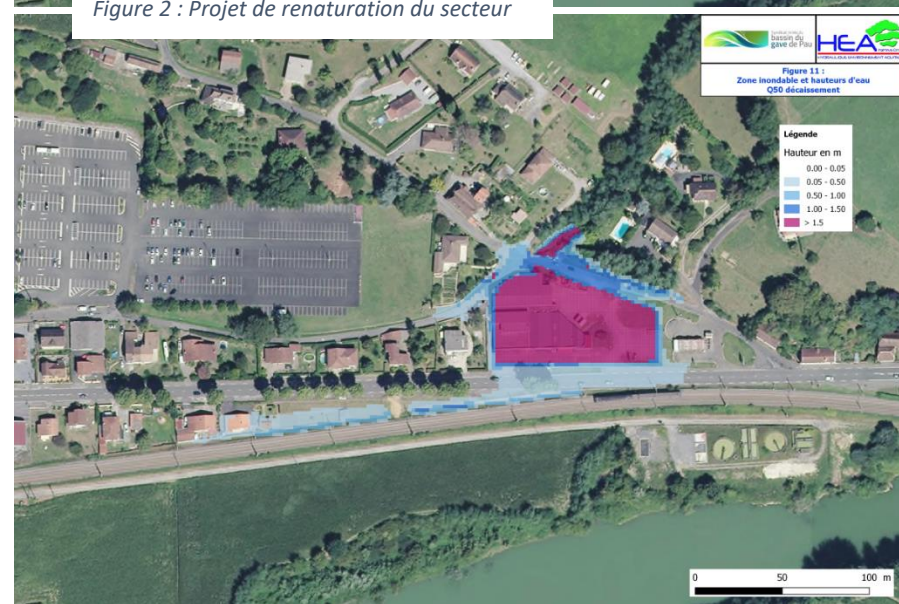 Figure 2 : Projet de renaturation du secteur
bassin du
gave de Pau
HEA
Figure 11 :
Zone inondable et hauteurs d'eau
Q50 décaissement
Légende
Hauteur en m
0.00 - 0.05
0.05 - 0.50
0.50 - 1.00
1.00 - 1.50
> 1.5
0 50 100 m